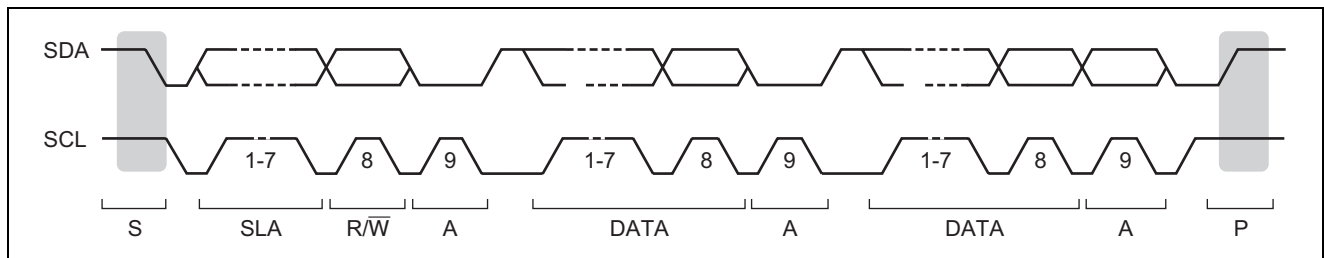 SDA
SCL
1-7 8 9 1-7 8 9 1-7 8 9
S SLA R/W̅ A DATA A DATA A P